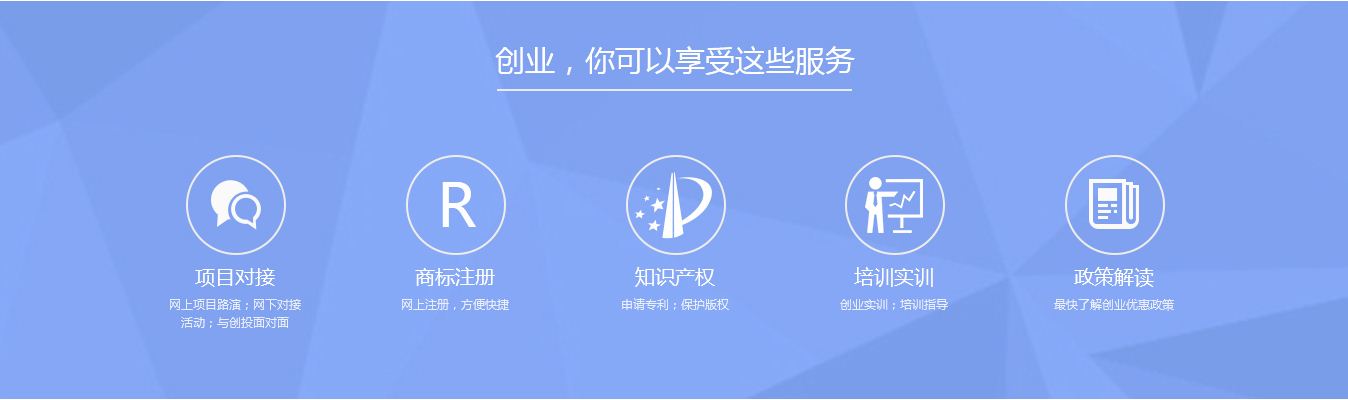 创业，你可以享受这些服务
R
项目对接
网上项目路演；网下对接
活动；与创投面对面
商标注册
网上注册，方便快捷
知识产权
申请专利；保护版权
培训实训
创业实训；培训指导
政策解读
最快了解创业优惠政策